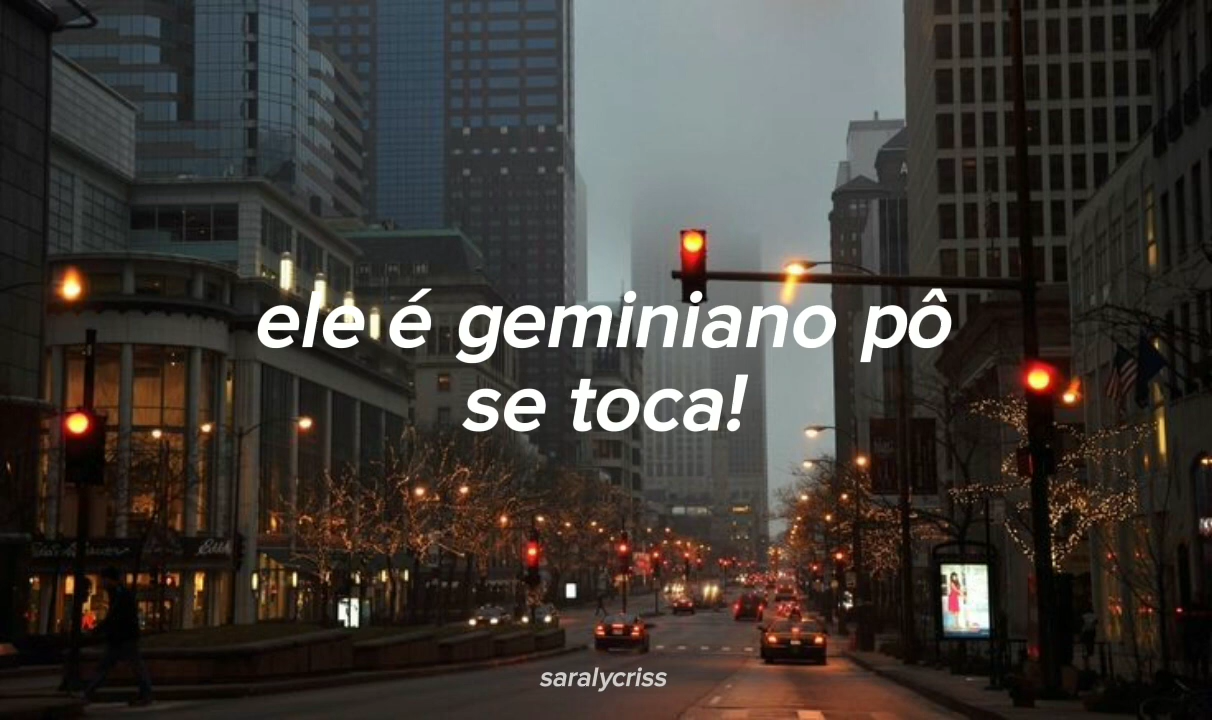 ele é geminiano pô
se toca!
saralycriss